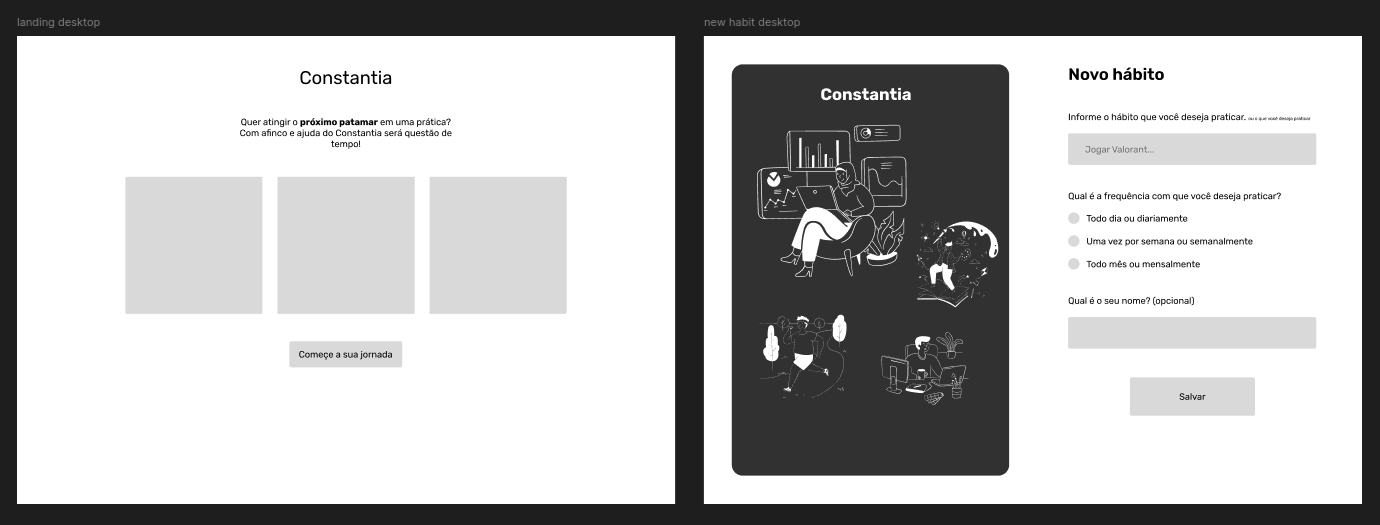 landing desktop
Constantia
Quer atingir o próximo patamar em uma prática?
Com afinco e ajuda do Constantia será questão de
tempo!
Começe a sua jornada
new habit desktop
Constantia
Novo hábito
Informe o hábito que você deseja praticar. ou o que você deseja praticar
Jogar Valorant...
Qual é a frequência com que você deseja praticar?
Todo dia ou diariamente
Uma vez por semana ou semanalmente
Todo mês ou mensalmente
Qual é o seu nome? (opcional)
Salvar